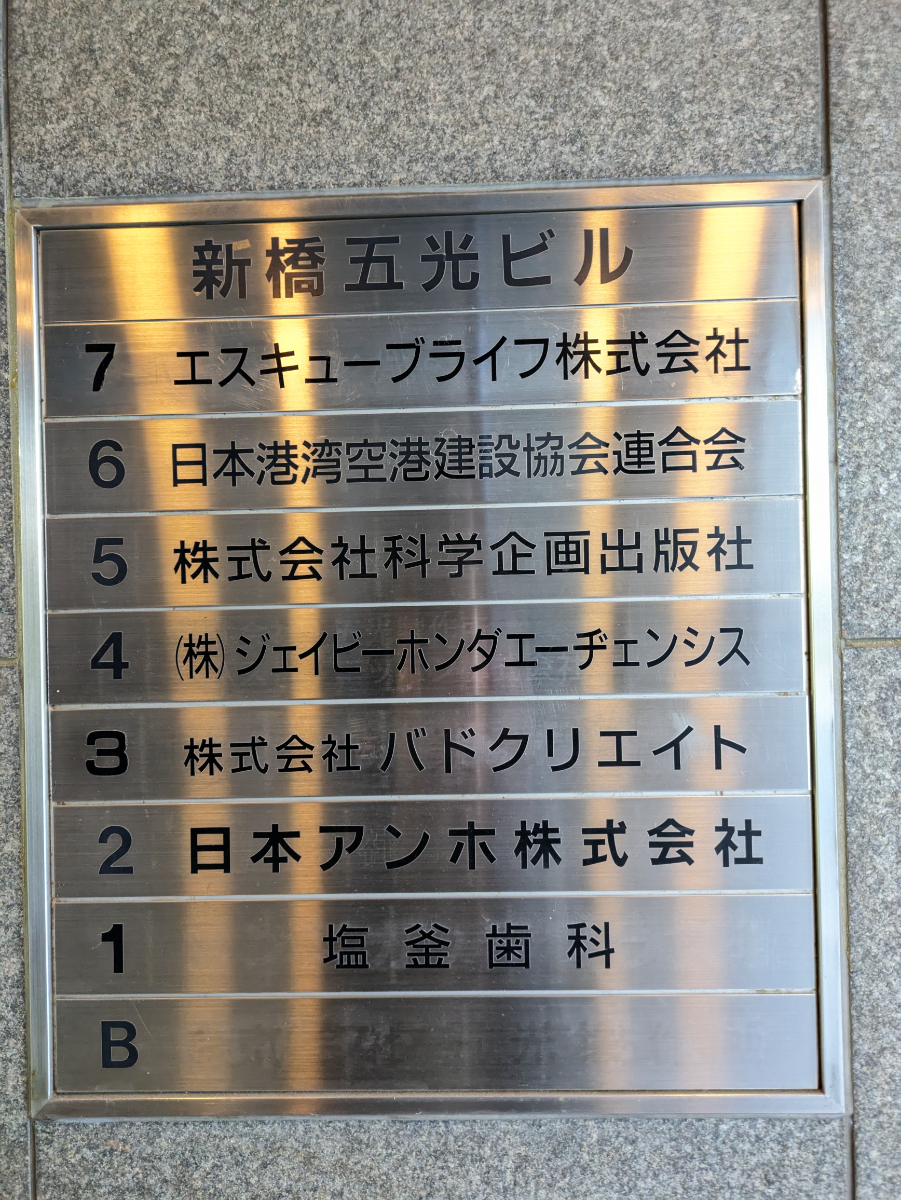 新橋五光ビル
7 エスキューブライフ株式会社
6 日本港湾空港建設協会連合会
5 株式会社科学企画出版社
4 (株)ジェイビーホンダエーヂェンシス
3 株式会社 バドクリエイト
2 日本アンホ株式会社
1 塩釜歯科
B